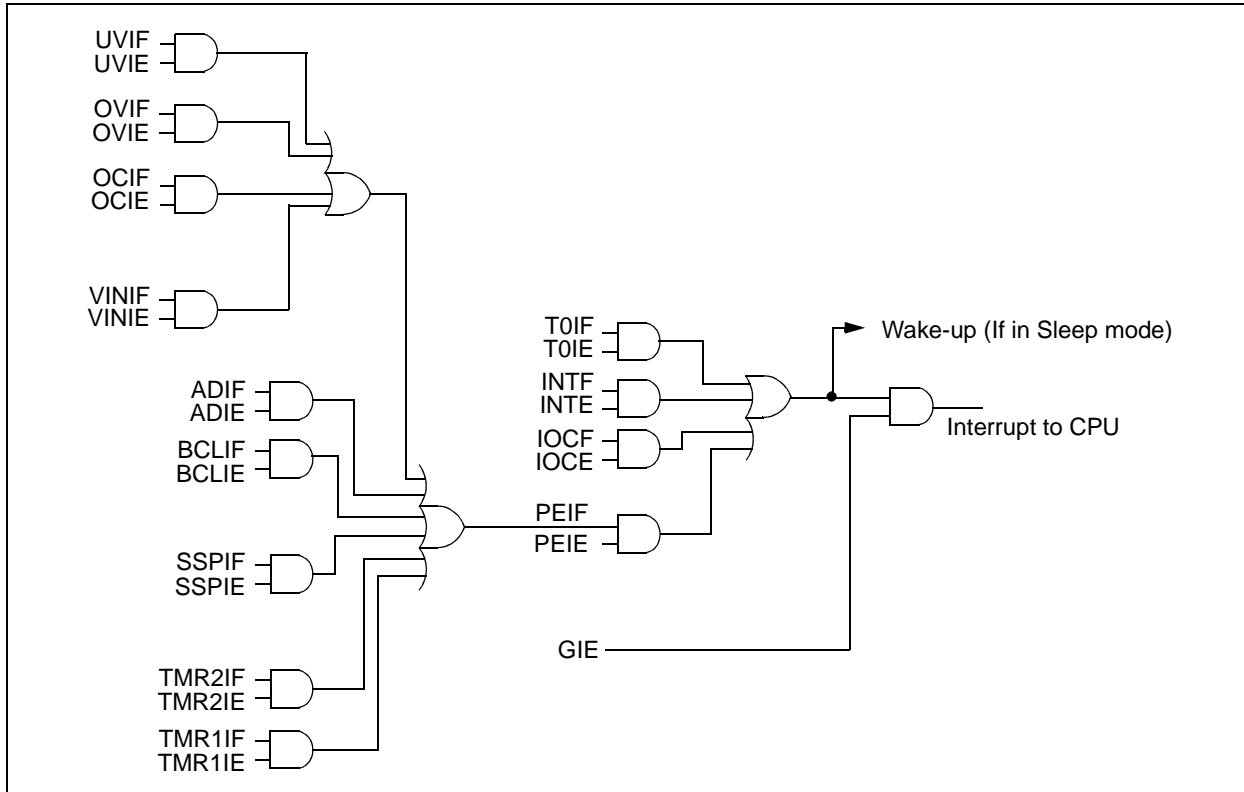 UVIF
UVIE
OVIF
OVIE
OCIF
OCIE
VINIF
VINIE
ADIF
ADIE
BCLIF
BCLIE
SSPIF
SSPIE
TMR2IF
TMR2IE
TMR1IF
TMR1IE
T0IF
T0IE
INTF
INTE
IOCF
IOCE
PEIF
PEIE
GIE
Wake-up (If in Sleep mode)
Interrupt to CPU